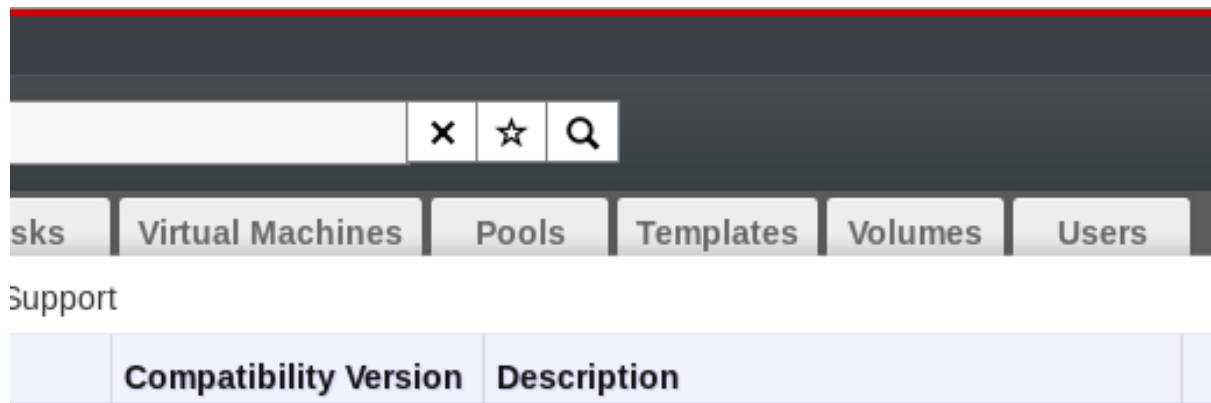 sks Virtual Machines Pools Templates Volumes Users
Support
Compatibility Version Description